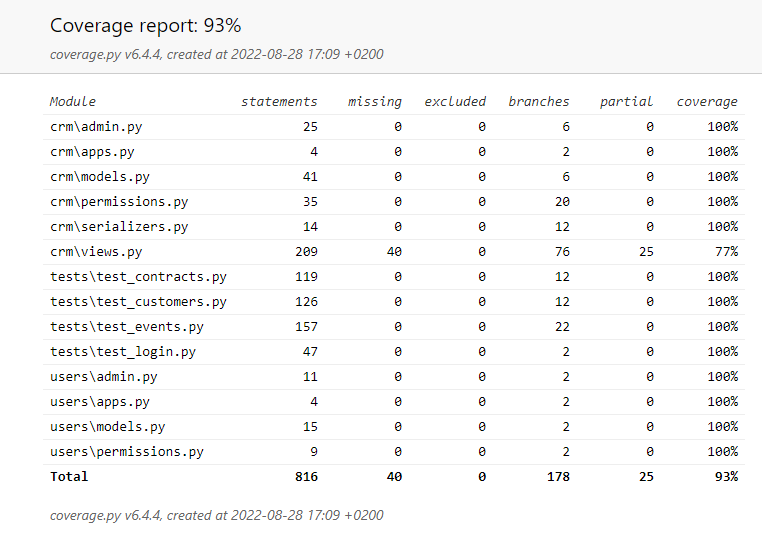 Coverage report: 93%
coverage.py v6.4.4, created at 2022-08-28 17:09 +0200
Module statements missing excluded branches partial coverage
crm\admin.py 25 0 0 6 0 100%
crm\apps.py 4 0 0 2 0 100%
crm\models.py 41 0 0 6 0 100%
crm\permissions.py 35 0 0 20 0 100%
crm\serializers.py 14 0 0 12 0 100%
crm\views.py 209 40 0 76 25 77%
tests\test_contracts.py 119 0 0 12 0 100%
tests\test_customers.py 126 0 0 12 0 100%
tests\test_events.py 157 0 0 22 0 100%
tests\test_login.py 47 0 0 2 0 100%
users\admin.py 11 0 0 2 0 100%
users\apps.py 4 0 0 2 0 100%
users\models.py 15 0 0 2 0 100%
users\permissions.py 9 0 0 2 0 100%
Total 816 40 0 178 25 93%
coverage.py v6.4.4, created at 2022-08-28 17:09 +0200